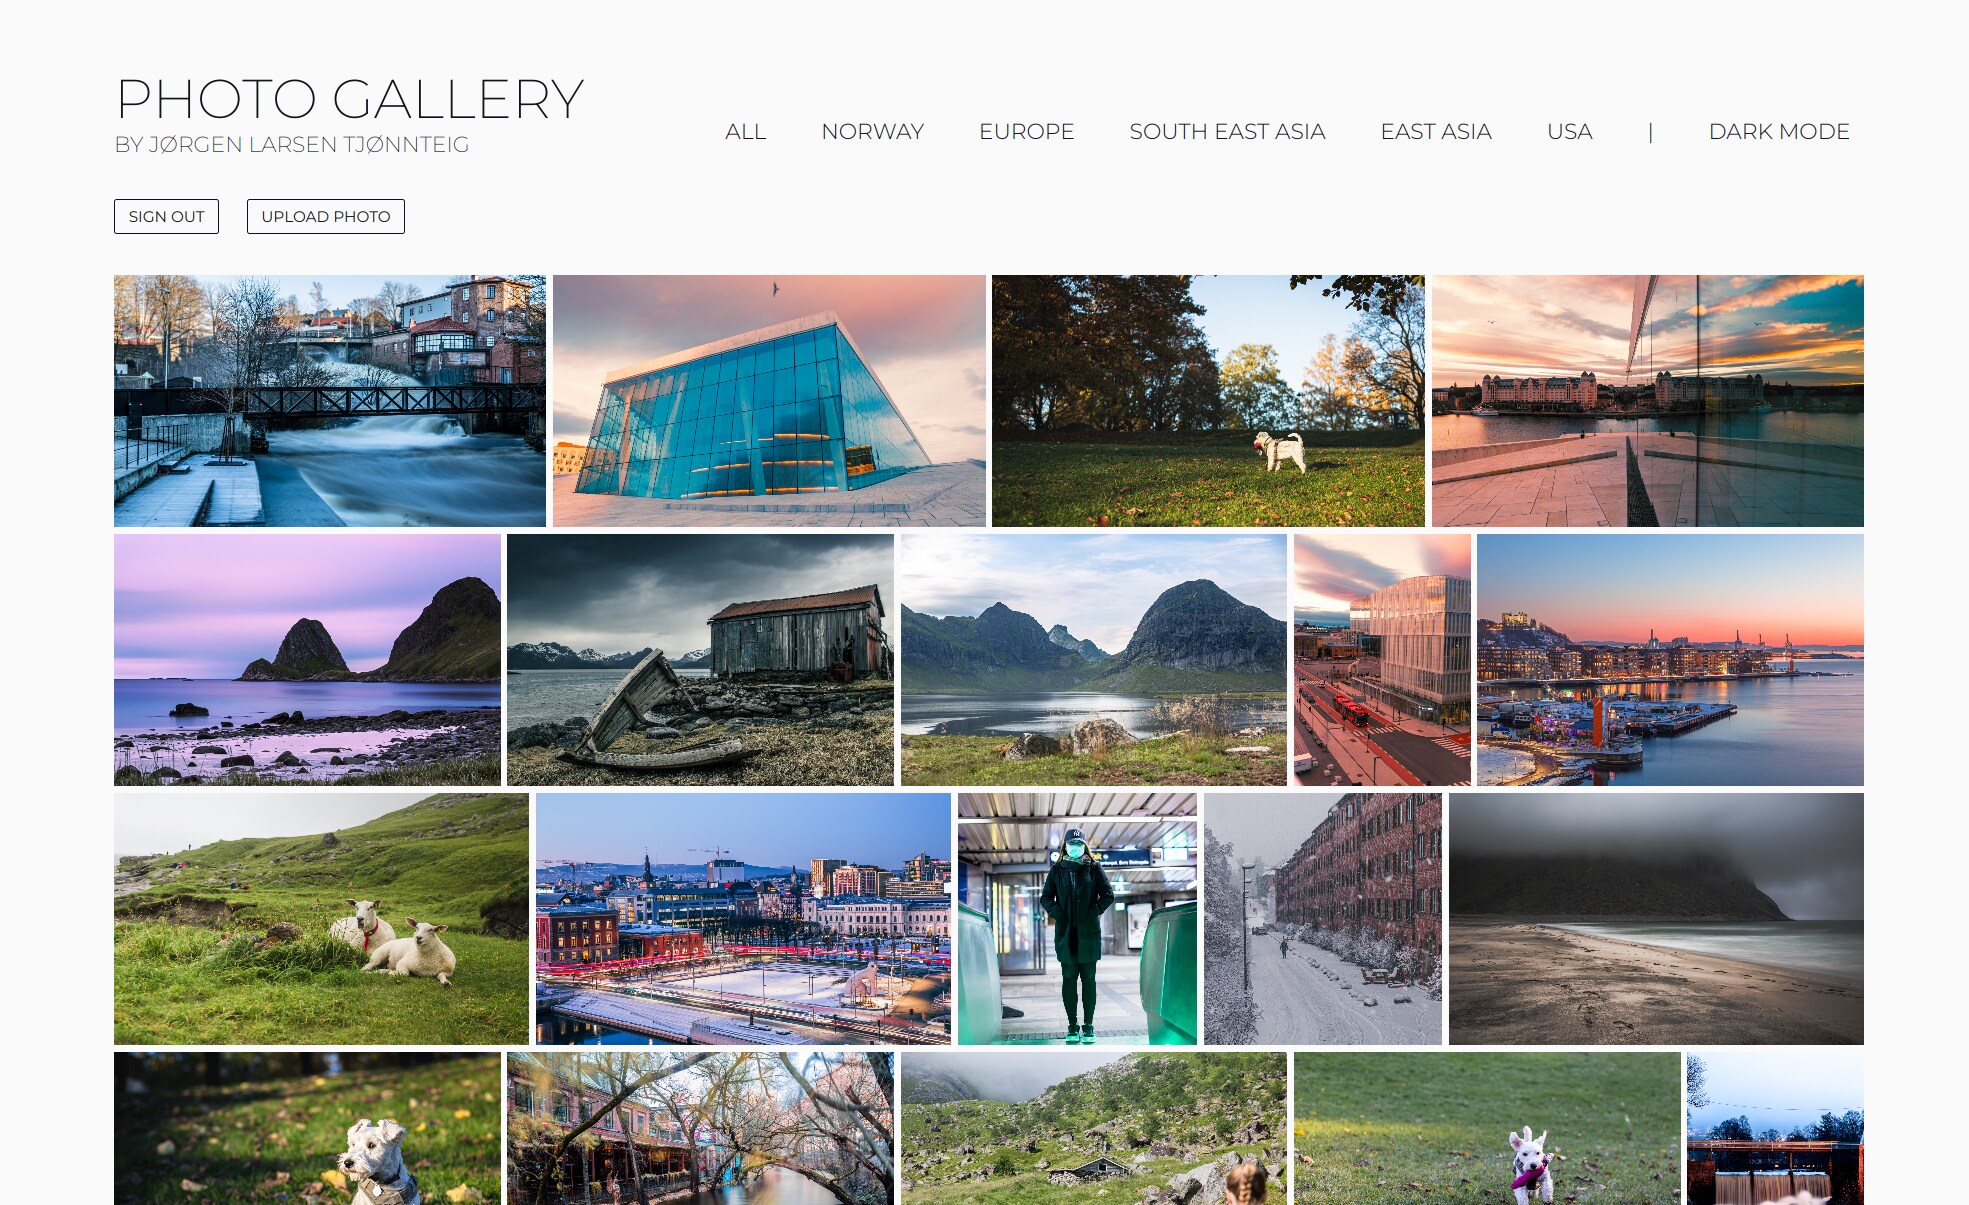 PHOTO GALLERY
BY JØRGEN LARSEN TJØNNTEIG
ALL NORWAY EUROPE SOUTH EAST ASIA EAST ASIA USA | DARK MODE
SIGN OUT UPLOAD PHOTO